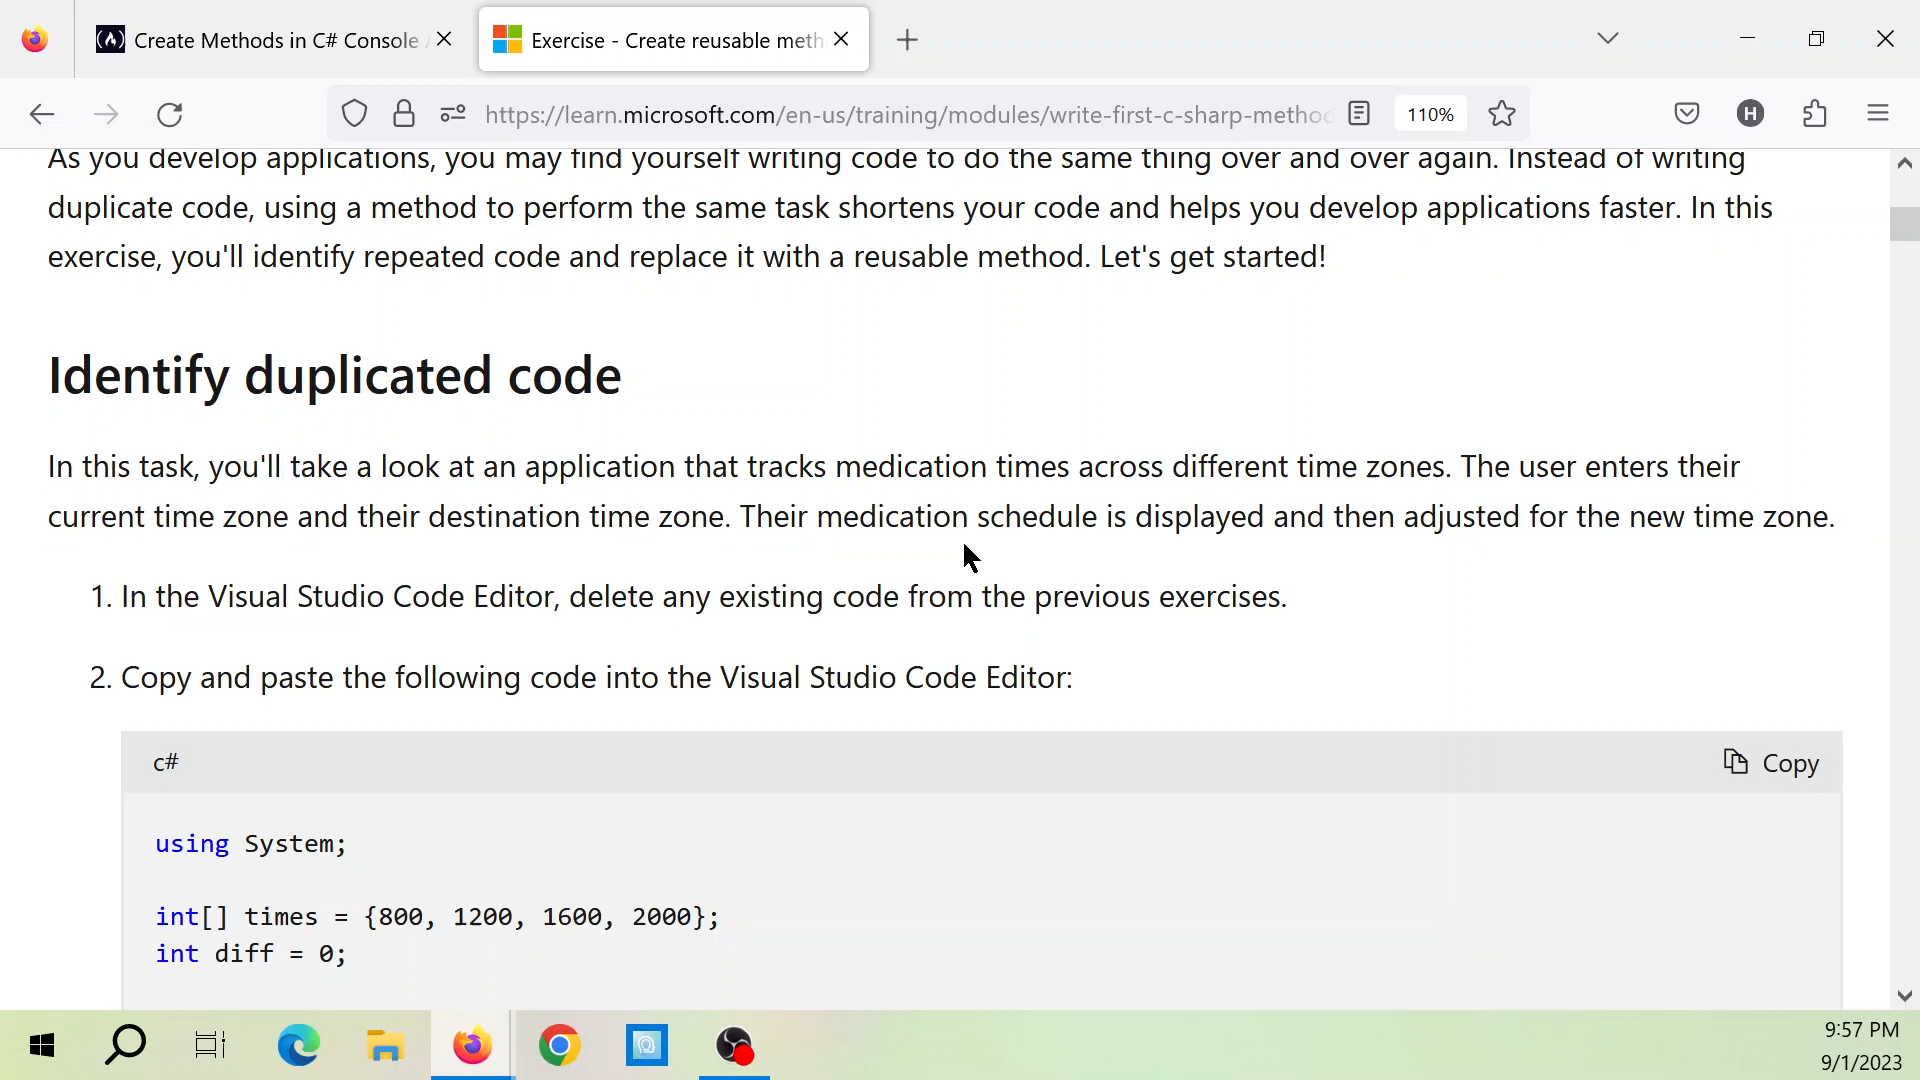 Create Methods in C# Console
Exercise - Create reusable meth
https://learn.microsoft.com/en-us/training/modules/write-first-c-sharp-method
110%
H
As you develop applications, you may find yourself writing code to do the same thing over and over again. Instead of writing
duplicate code, using a method to perform the same task shortens your code and helps you develop applications faster. In this
exercise, you'll identify repeated code and replace it with a reusable method. Let's get started!
Identify duplicated code
In this task, you'll take a look at an application that tracks medication times across different time zones. The user enters their
current time zone and their destination time zone. Their medication schedule is displayed and then adjusted for the new time zone.
1. In the Visual Studio Code Editor, delete any existing code from the previous exercises.
2. Copy and paste the following code into the Visual Studio Code Editor:
c#
Copy
using System;
int[] times = {800, 1200, 1600, 2000};
int diff = 0;
9:57 PM
9/1/2023